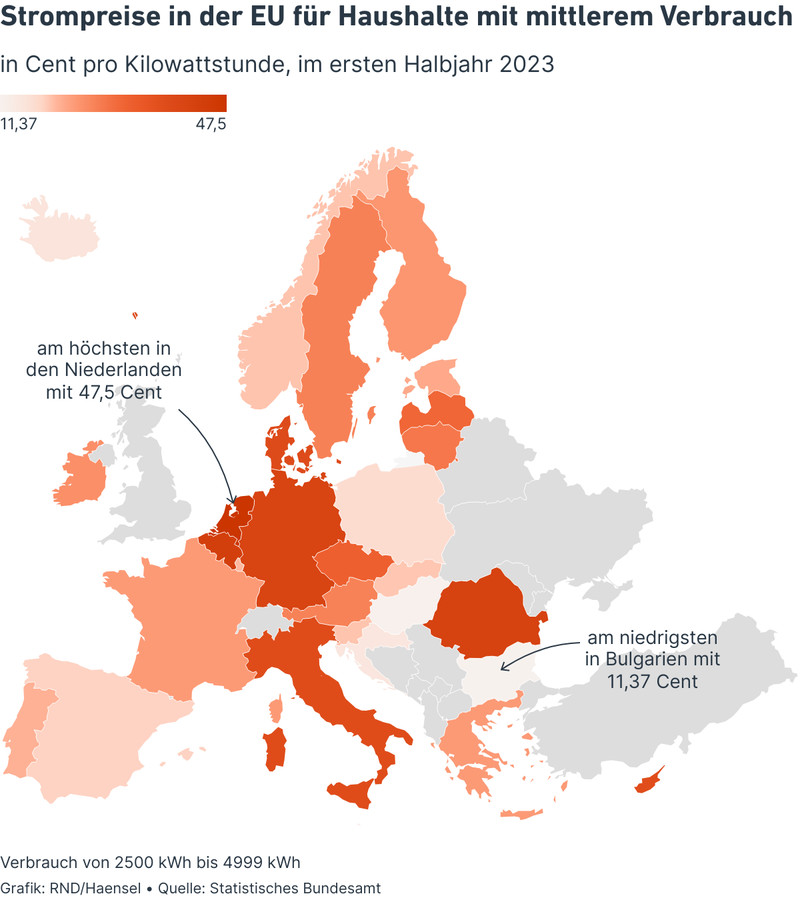 Strompreise in der EU für Haushalte mit mittlerem Verbrauch
in Cent pro Kilowattstunde, im ersten Halbjahr 2023
11,37
47,5
am höchsten in
den Niederlanden
mit 47,5 Cent
am niedrigsten
in Bulgarien mit
11,37 Cent
Verbrauch von 2500 kWh bis 4999 kWh
Grafik: RND/Haensel • Quelle: Statistisches Bundesamt